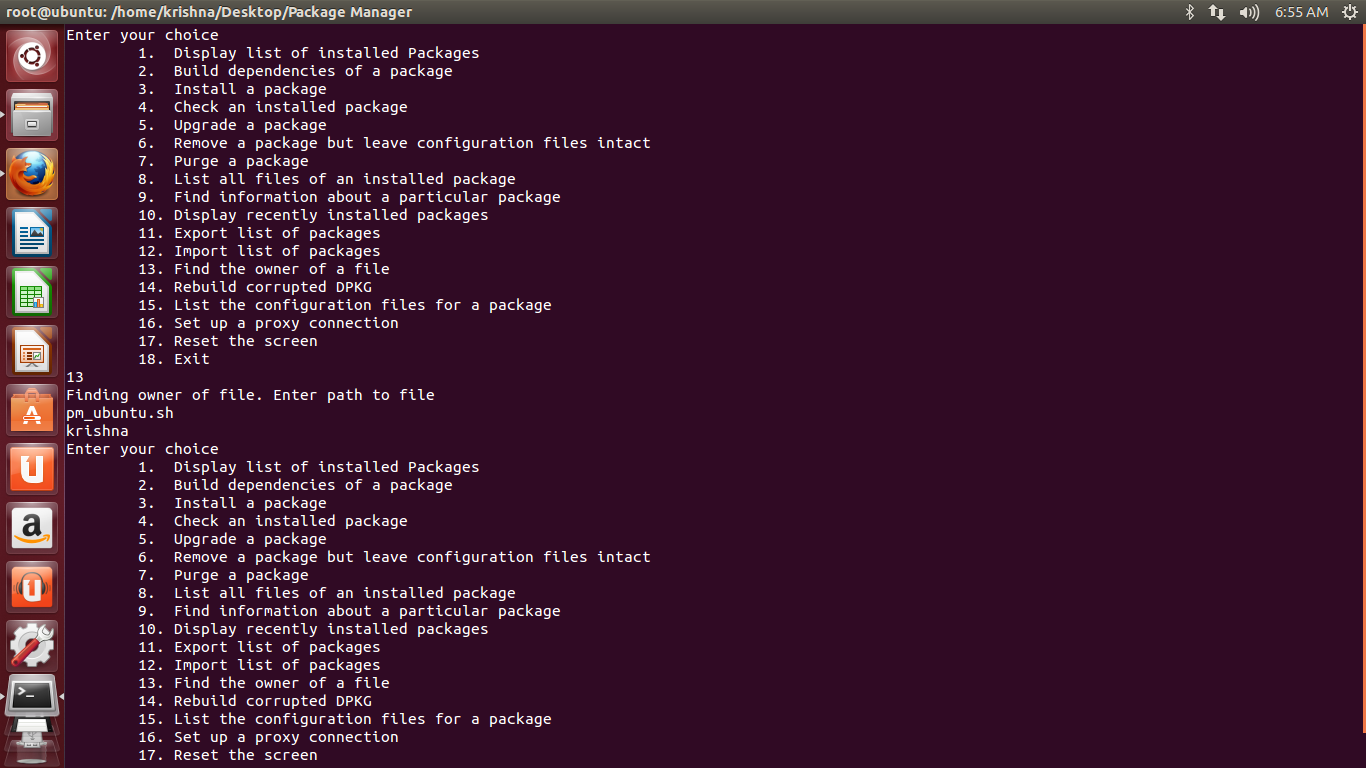 root@ubuntu: /home/krishna/Desktop/Package Manager
6:55 AM
Enter your choice
1. Display list of installed Packages
2. Build dependencies of a package
3. Install a package
4. Check an installed package
5. Upgrade a package
6. Remove a package but leave configuration files intact
7. Purge a package
8. List all files of an installed package
9. Find information about a particular package
10. Display recently installed packages
11. Export list of packages
12. Import list of packages
13. Find the owner of a file
14. Rebuild corrupted DPKG
15. List the configuration files for a package
16. Set up a proxy connection
17. Reset the screen
18. Exit
13
Finding owner of file. Enter path to file
pm_ubuntu.sh
krishna
Enter your choice
1. Display list of installed Packages
2. Build dependencies of a package
3. Install a package
4. Check an installed package
5. Upgrade a package
6. Remove a package but leave configuration files intact
7. Purge a package
8. List all files of an installed package
9. Find information about a particular package
10. Display recently installed packages
11. Export list of packages
12. Import list of packages
13. Find the owner of a file
14. Rebuild corrupted DPKG
15. List the configuration files for a package
16. Set up a proxy connection
17. Reset the screen